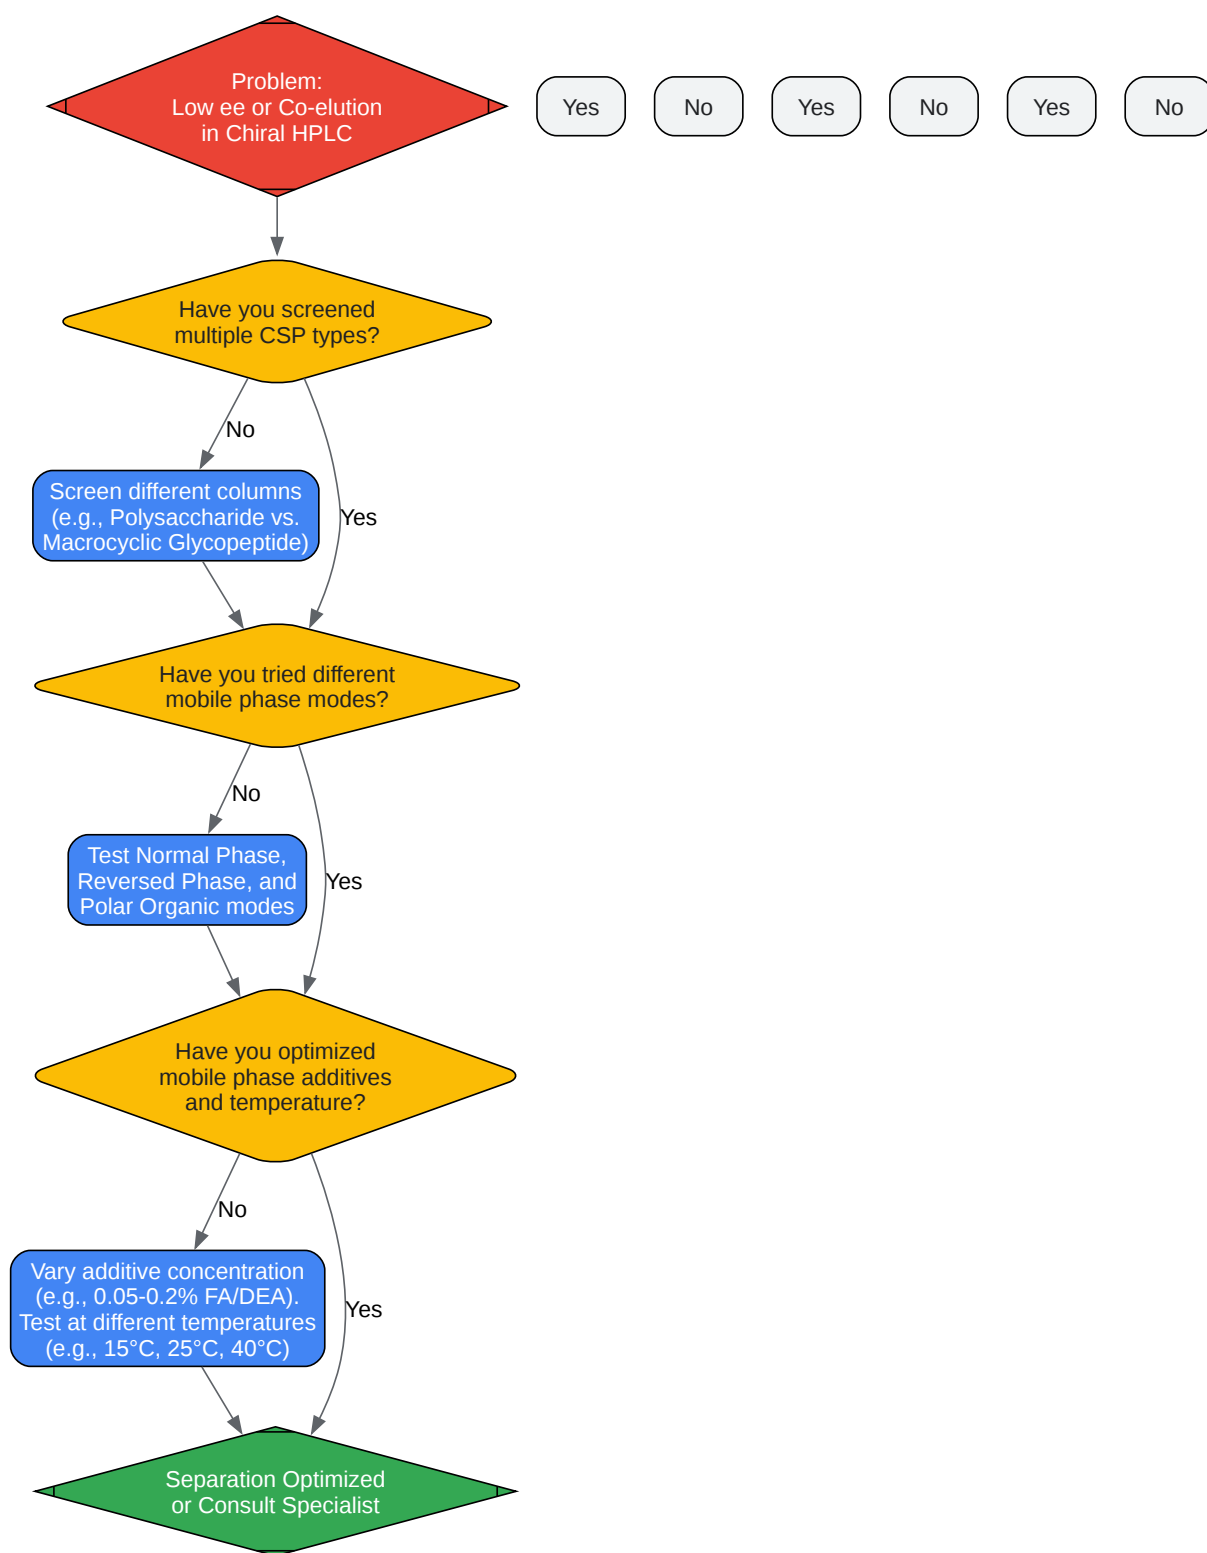 Problem:
Low ee or Co-elution
in Chiral HPLC
Yes
No
Yes
No
Yes
No
Have you screened
multiple CSP types?
No
Screen different columns
(e.g., Polysaccharide vs.
Macrocyclic Glycopeptide)
Yes
Have you tried different
mobile phase modes?
No
Test Normal Phase,
Reversed Phase, and
Polar Organic modes
Yes
Have you optimized
mobile phase additives
and temperature?
No
Vary additive concentration
(e.g., 0.05-0.2% FA/DEA).
Test at different temperatures
(e.g., 15°C, 25°C, 40°C)
Yes
Separation Optimized
or Consult Specialist